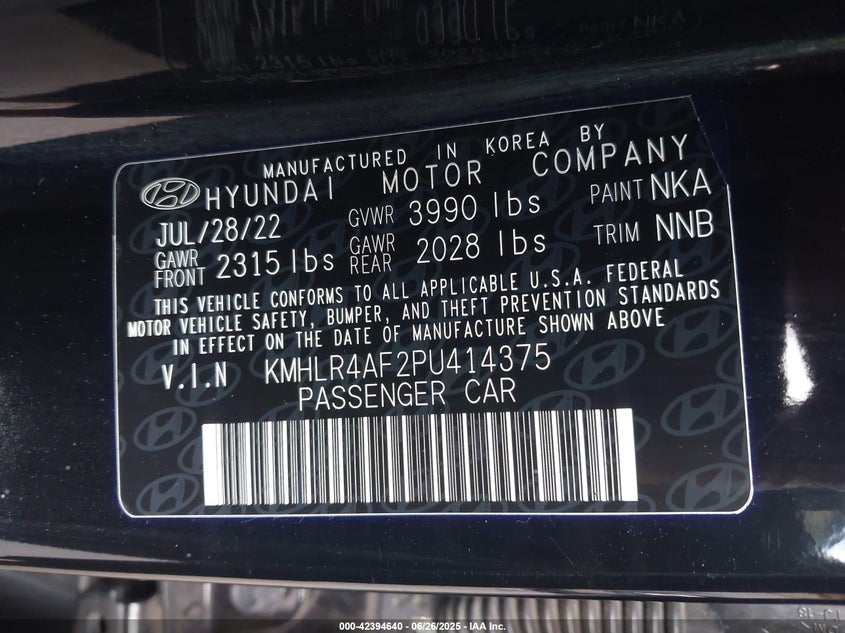 MANUFACTURED IN KOREA BY
HYUNDAI MOTOR COMPANY
JUL/28/22 GVWR 3990 lbs PAINT NKA
GAWR FRONT 2315 lbs GAWR REAR 2028 lbs TRIM NNB
THIS VEHICLE CONFORMS TO ALL APPLICABLE U.S.A. FEDERAL
MOTOR VEHICLE SAFETY, BUMPER, AND THEFT PREVENTION STANDARDS
IN EFFECT ON THE DATE OF MANUFACTURE SHOWN ABOVE
V.I.N KMHLR4AF2PU414375
PASSENGER CAR
000-42394640 - 06/26/2025 - IAA Inc.